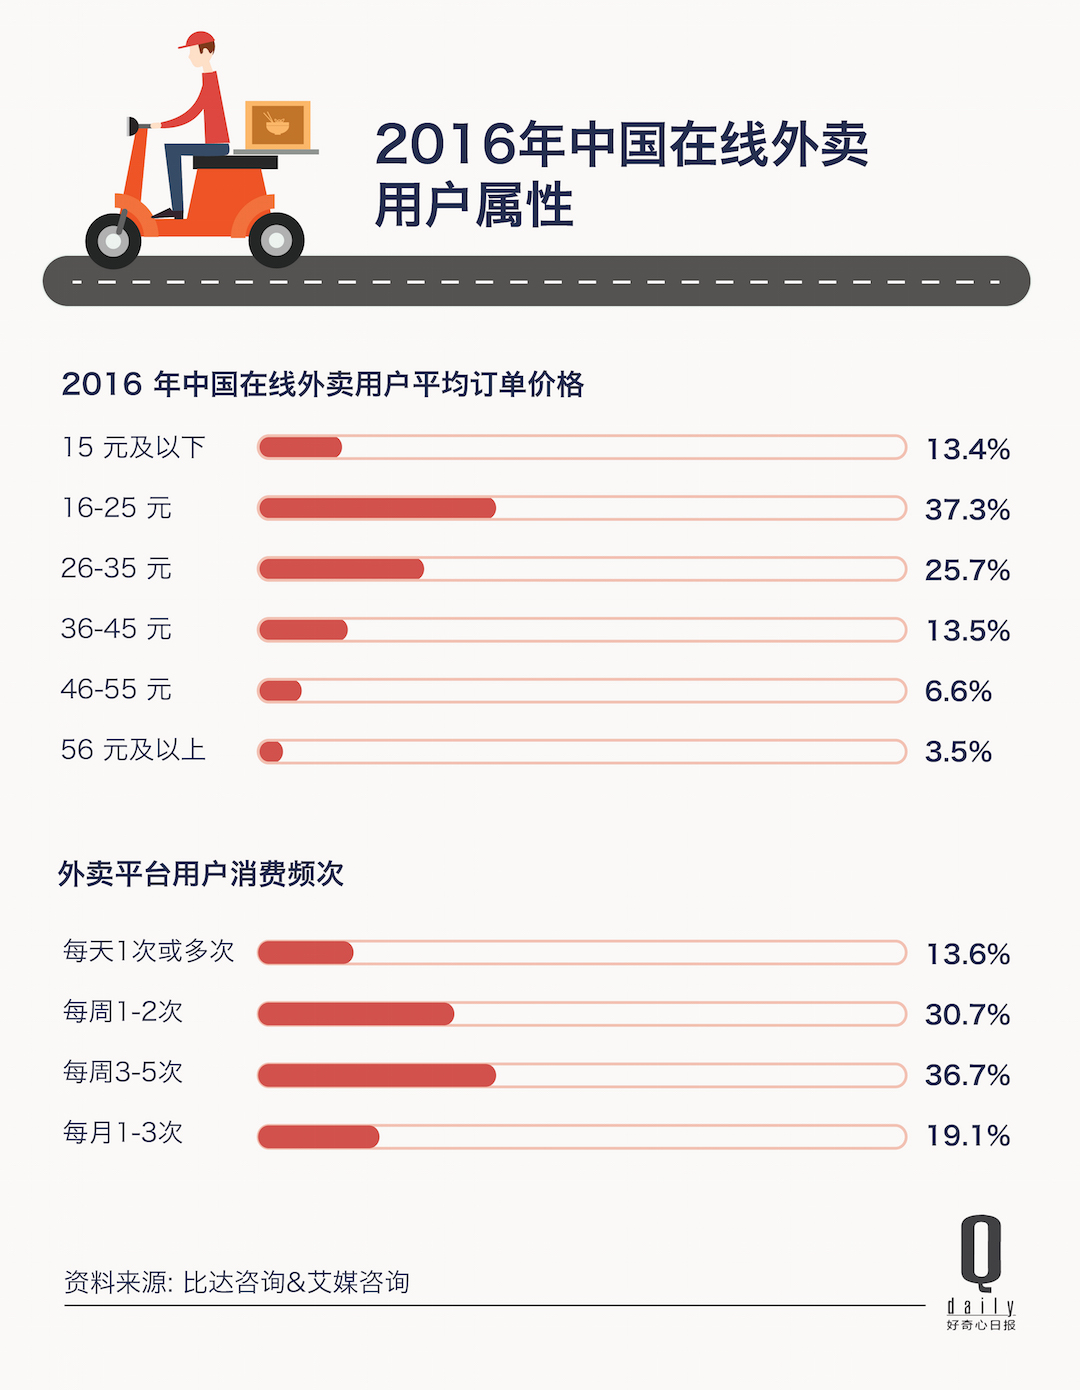 2016年中国在线外卖
用户属性
2016 年中国在线外卖用户平均订单价格
15 元及以下 13.4%
16-25 元 37.3%
26-35 元 25.7%
36-45 元 13.5%
46-55 元 6.6%
56 元及以上 3.5%
外卖平台用户消费频次
每天1次或多次 13.6%
每周1-2次 30.7%
每周3-5次 36.7%
每月1-3次 19.1%
资料来源: 比达咨询&艾媒咨询
Q
daily
好奇心日报